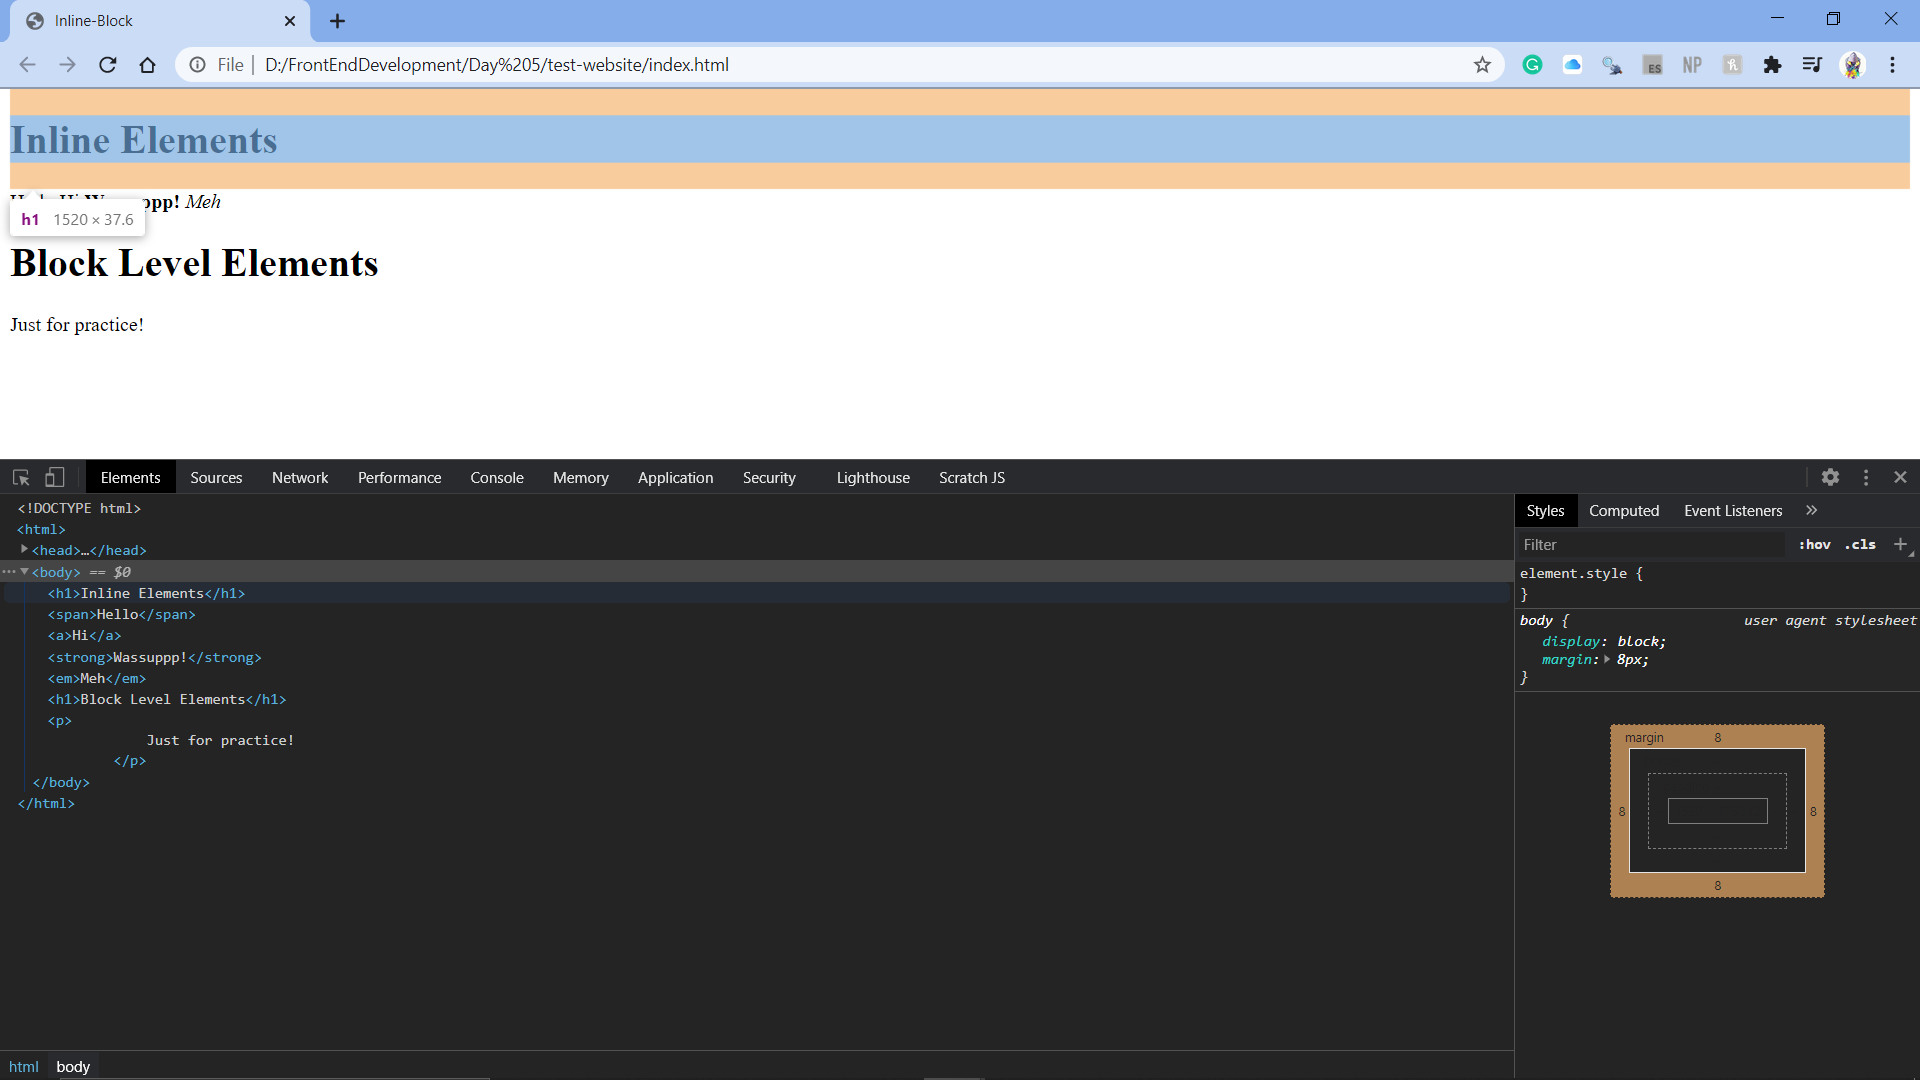 Inline-Block
File D:/FrontEndDevelopment/Day%205/test-website/index.html
ES NP
Inline Elements
ppp! Meh
h1 1520 × 37.6
Block Level Elements
Just for practice!
Elements Sources Network Performance Console Memory Application Security Lighthouse Scratch JS
<!DOCTYPE html>
<html>
<head>…</head>
<body> == $0
<h1>Inline Elements</h1>
<span>Hello</span>
<a>Hi</a>
<strong>Wassuppp!</strong>
<em>Meh</em>
<h1>Block Level Elements</h1>
<p>
Just for practice!
</p>
</body>
</html>
html body
Styles Computed Event Listeners »
Filter :hov .cls +
element.style {
}
body { user agent stylesheet
display: block;
margin: 8px;
}
margin 8
8 8
8